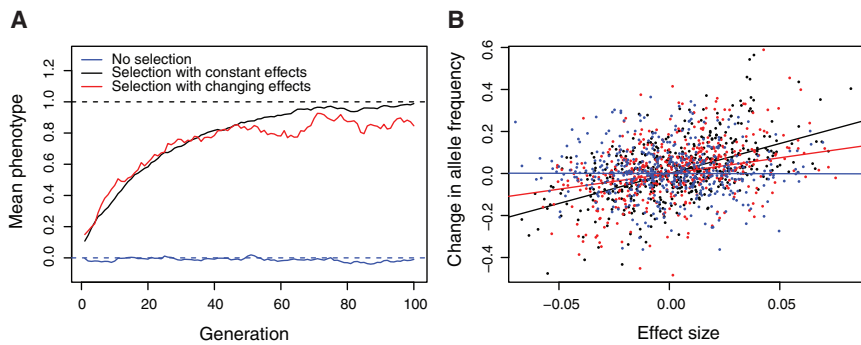 A
No selection
Selection with constant effects
Selection with changing effects
Mean phenotype
0.0 0.2 0.4 0.6 0.8 1.0 1.2
0 20 40 60 80 100
Generation
B
Change in allele frequency
−0.4 −0.2 0.0 0.2 0.4 0.6
−0.05 0.00 0.05
Effect size